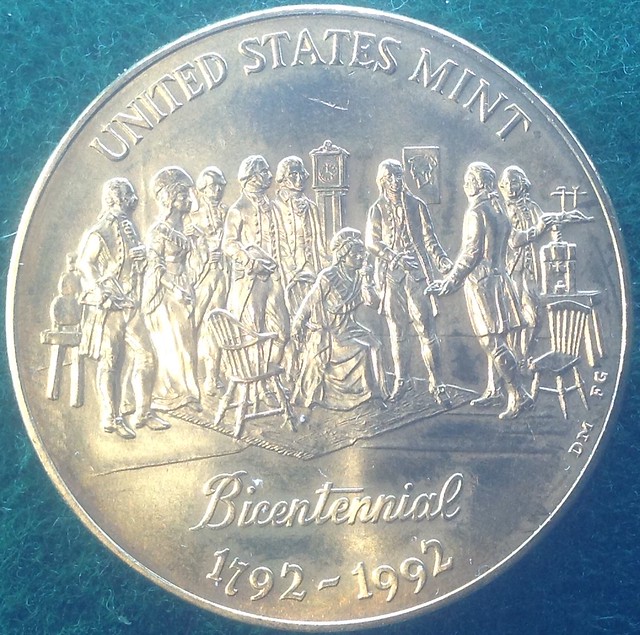 UNITED STATES MINT
DM FG
Bicentennial
1792-1992